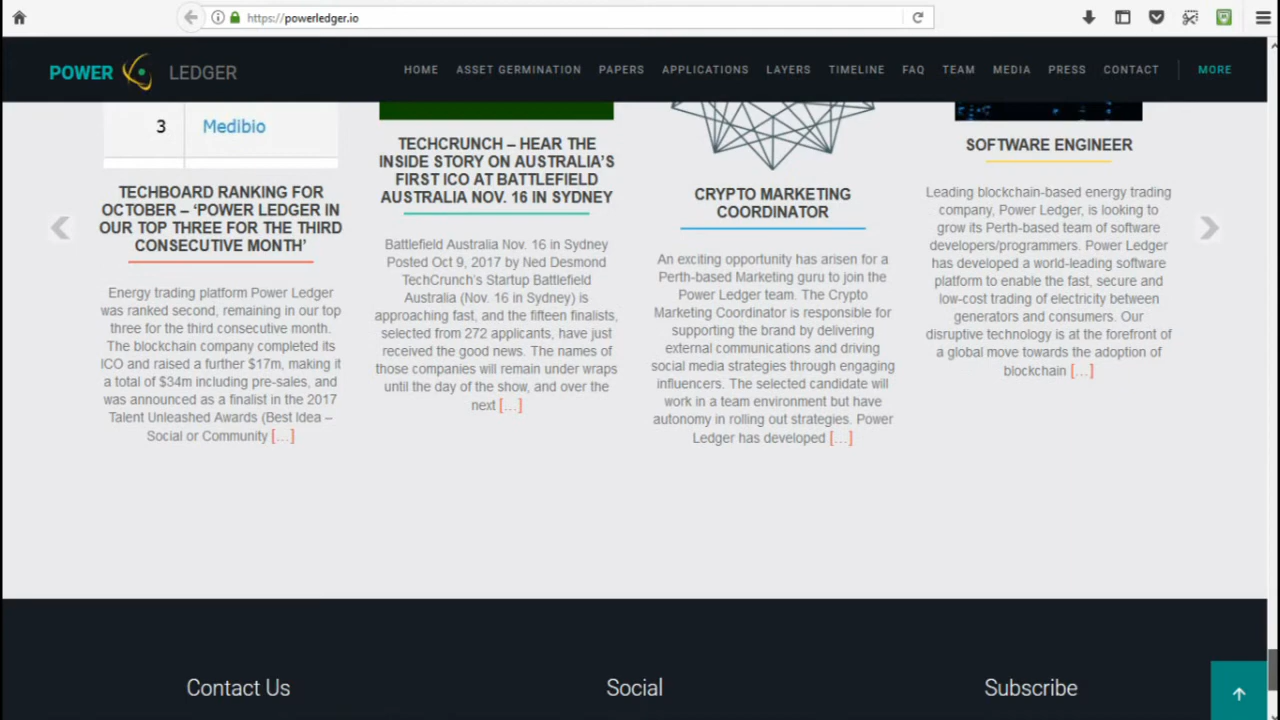 https://powerledger.io
POWER LEDGER
HOME ASSET GERMINATION PAPERS APPLICATIONS LAYERS TIMELINE FAQ TEAM MEDIA PRESS CONTACT MORE
3 Medibio
TECHBOARD RANKING FOR
OCTOBER – ‘POWER LEDGER IN
OUR TOP THREE FOR THE THIRD
CONSECUTIVE MONTH’
Energy trading platform Power Ledger
was ranked second, remaining in our top
three for the third consecutive month.
The blockchain company completed its
ICO and raised a further $17m, making it
a total of $34m including pre-sales, and
was announced as a finalist in the 2017
Talent Unleashed Awards (Best Idea –
Social or Community [...]
TECHCRUNCH – HEAR THE
INSIDE STORY ON AUSTRALIA’S
FIRST ICO AT BATTLEFIELD
AUSTRALIA NOV. 16 IN SYDNEY
Battlefield Australia Nov. 16 in Sydney
Posted Oct 9, 2017 by Ned Desmond
TechCrunch’s Startup Battlefield
Australia (Nov. 16 in Sydney) is
approaching fast, and the fifteen finalists,
selected from 272 applicants, have just
received the good news. The names of
those companies will remain under wraps
until the day of the show, and over the
next [...]
CRYPTO MARKETING
COORDINATOR
An exciting opportunity has arisen for a
Perth-based Marketing guru to join the
Power Ledger team. The Crypto
Marketing Coordinator is responsible for
supporting the brand by delivering
external communications and driving
social media strategies through engaging
influencers. The selected candidate will
work in a team environment but have
autonomy in rolling out strategies. Power
Ledger has developed [...]
SOFTWARE ENGINEER
Leading blockchain-based energy trading
company, Power Ledger, is looking to
grow its Perth-based team of software
developers/programmers. Power Ledger
has developed a world-leading software
platform to enable the fast, secure and
low-cost trading of electricity between
generators and consumers. Our
disruptive technology is at the forefront of
a global move towards the adoption of
blockchain [...]
Contact Us
Social
Subscribe